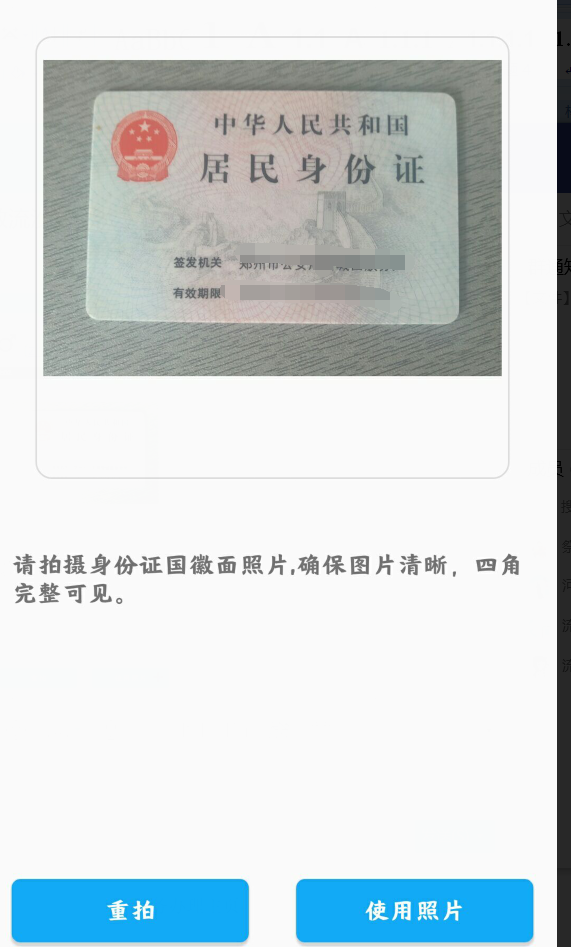 中华人民共和国
居民身份证
签发机关
有效期限
请拍摄身份证国徽面照片,确保图片清晰，四角
完整可见。
重拍 使用照片